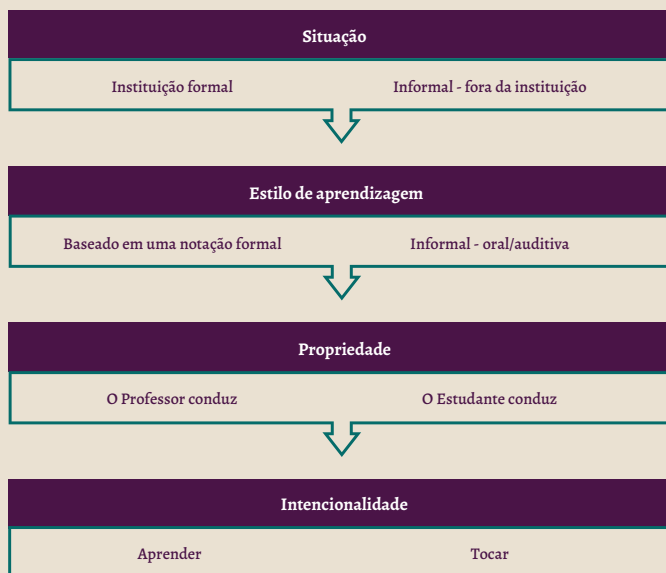 Situação
Instituição formal Informal - fora da instituição
Estilo de aprendizagem
Baseado em uma notação formal Informal - oral/auditiva
Propriedade
O Professor conduz O Estudante conduz
Intencionalidade
Aprender Tocar